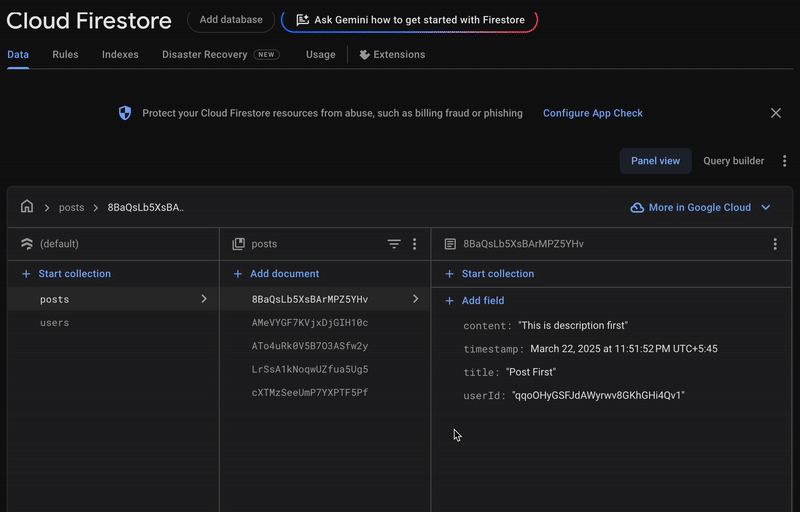 Cloud Firestore
Add database
Ask Gemini how to get started with Firestore
Data Rules Indexes Disaster Recovery NEW Usage Extensions
Protect your Cloud Firestore resources from abuse, such as billing fraud or phishing Configure App Check
Panel view Query builder
posts 8BaQsLb5XsBA..
More in Google Cloud
(default) posts 8BaQsLb5XsBArMPZ5YHv
+ Start collection + Add document + Start collection
posts 8BaQsLb5XsBArMPZ5YHv + Add field
users AMeVYGF7KVjxDjGIH10c content: "This is description first"
ATo4uRk0V5B7O3ASfw2y timestamp: March 22, 2025 at 11:51:52 PM UTC+5:45
LrSsA1kNoqwUZfua5Ug5 title: "Post First"
cXTMzSeeUmP7YXPTF5Pf userId: "qqoOHyGSFJdAWyrwv8GKhGHi4Qv1"